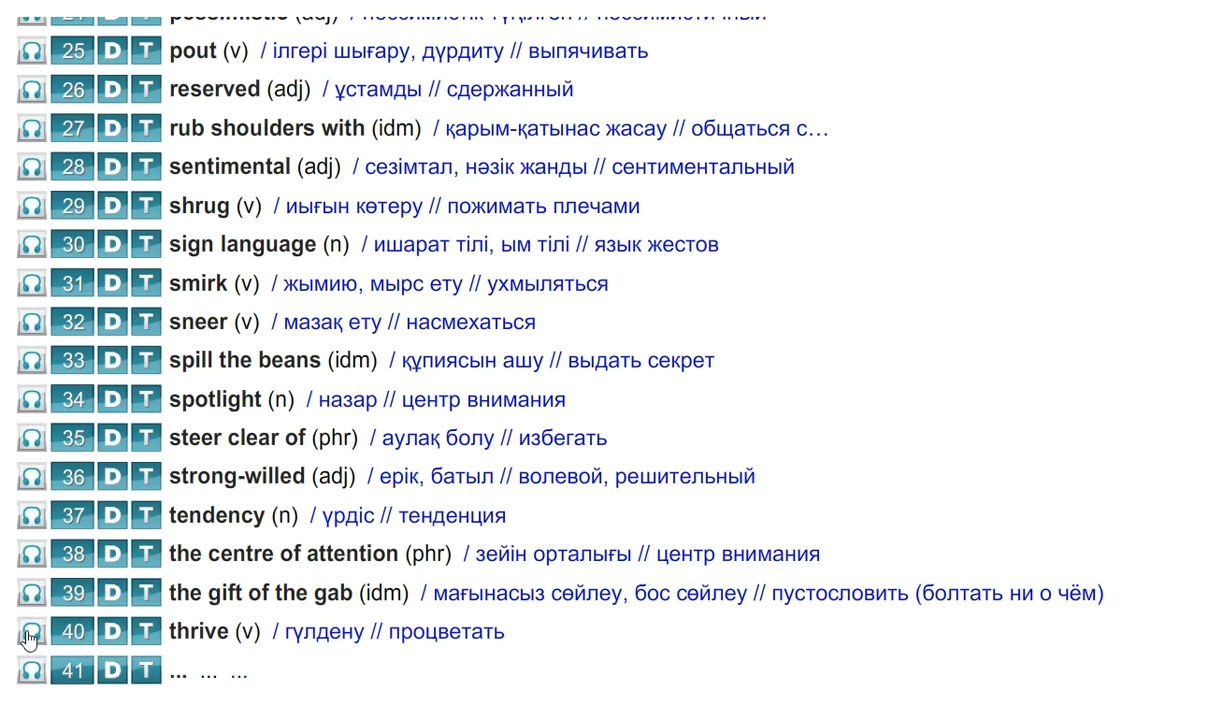 pessimistic (adj) / пессимистік түңілген // пессимистичный
25 D T pout (v) / ілгері шығару, дүрдиту // выпячивать
26 D T reserved (adj) / ұстамды // сдержанный
27 D T rub shoulders with (idm) / қарым-қатынас жасау // общаться с…
28 D T sentimental (adj) / сезімтал, нәзік жанды // сентиментальный
29 D T shrug (v) / иығын көтеру // пожимать плечами
30 D T sign language (n) / ишарат тілі, ым тілі // язык жестов
31 D T smirk (v) / жымию, мырс ету // ухмыляться
32 D T sneer (v) / мазақ ету // насмехаться
33 D T spill the beans (idm) / құпиясын ашу // выдать секрет
34 D T spotlight (n) / назар // центр внимания
35 D T steer clear of (phr) / аулақ болу // избегать
36 D T strong-willed (adj) / ерік, батыл // волевой, решительный
37 D T tendency (n) / үрдіс // тенденция
38 D T the centre of attention (phr) / зейін орталығы // центр внимания
39 D T the gift of the gab (idm) / мағынасыз сөйлеу, бос сөйлеу // пустословить (болтать ни о чём)
40 D T thrive (v) / гүлдену // процветать
41 D T ... ... ...